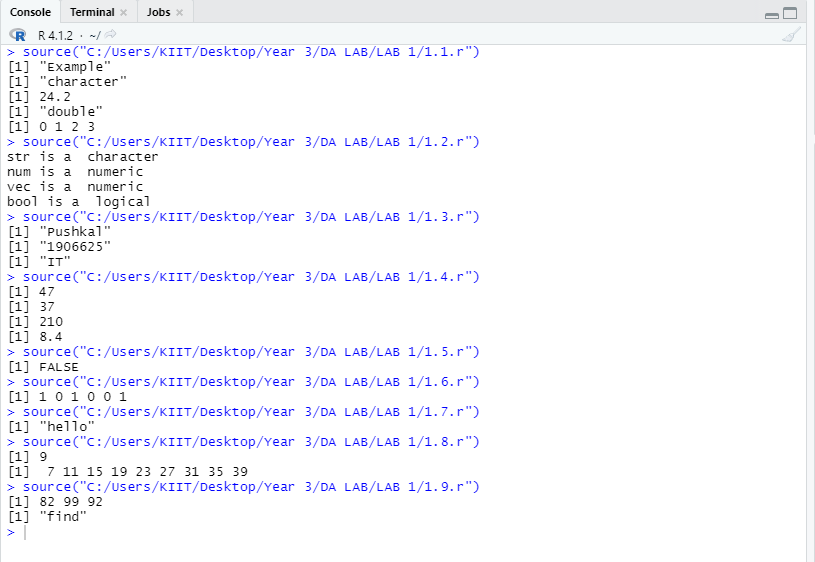 Console Terminal Jobs
R R 4.1.2 · ~/
> source("C:/Users/KIIT/Desktop/Year 3/DA LAB/LAB 1/1.1.r")
[1] "Example"
[1] "character"
[1] 24.2
[1] "double"
[1] 0 1 2 3
> source("C:/Users/KIIT/Desktop/Year 3/DA LAB/LAB 1/1.2.r")
str is a  character
num is a  numeric
vec is a  numeric
bool is a  logical
> source("C:/Users/KIIT/Desktop/Year 3/DA LAB/LAB 1/1.3.r")
[1] "Pushkal"
[1] "1906625"
[1] "IT"
> source("C:/Users/KIIT/Desktop/Year 3/DA LAB/LAB 1/1.4.r")
[1] 47
[1] 37
[1] 210
[1] 8.4
> source("C:/Users/KIIT/Desktop/Year 3/DA LAB/LAB 1/1.5.r")
[1] FALSE
> source("C:/Users/KIIT/Desktop/Year 3/DA LAB/LAB 1/1.6.r")
[1] 1 0 1 0 0 1
> source("C:/Users/KIIT/Desktop/Year 3/DA LAB/LAB 1/1.7.r")
[1] "hello"
> source("C:/Users/KIIT/Desktop/Year 3/DA LAB/LAB 1/1.8.r")
[1] 9
[1]  7 11 15 19 23 27 31 35 39
> source("C:/Users/KIIT/Desktop/Year 3/DA LAB/LAB 1/1.9.r")
[1] 82 99 92
[1] "find"
>